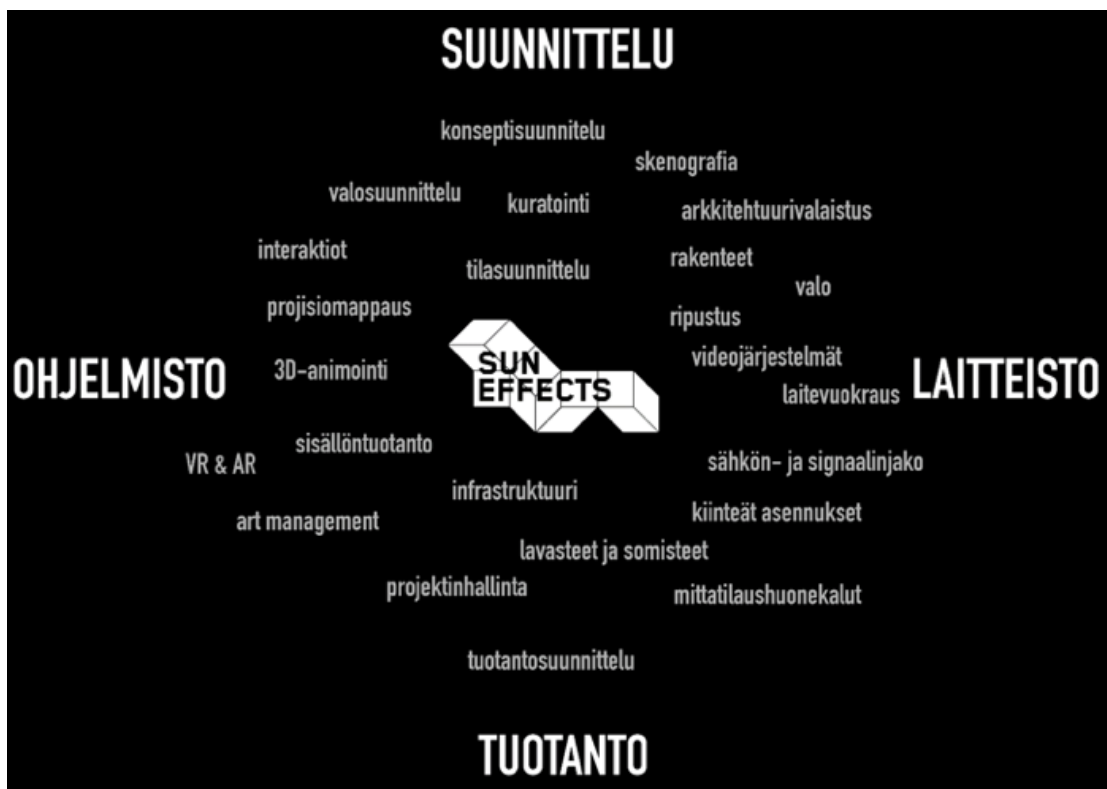 SUUNNITTELU
konseptisuunnitelu
skenografia
valosuunnittelu
kuratointi
arkkitehtuurivalaistus
interaktiot
tilasuunnittelu
rakenteet
valo
projisiomappaus
ripustus
SUN
EFFECTS
videojärjestelmät
OHJELMISTO
3D-animointi
laitevuokraus
LAITTEISTO
sisällöntuotanto
VR & AR
sähkön- ja signaalinjako
infrastruktuuri
art management
kiinteät asennukset
lavasteet ja somisteet
projektinhallinta
mittatilaushuonekalut
tuotantosuunnittelu
TUOTANTO